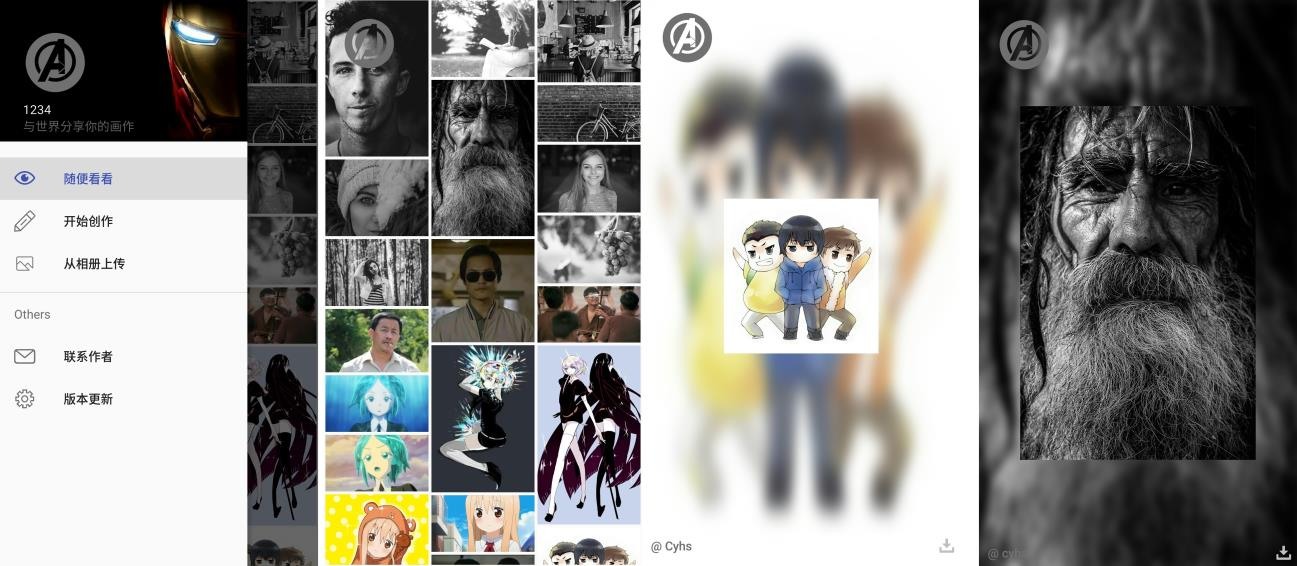 1234
与世界分享你的画作
随便看看
开始创作
从相册上传
Others
联系作者
版本更新
@ Cyhs
@ cyhs